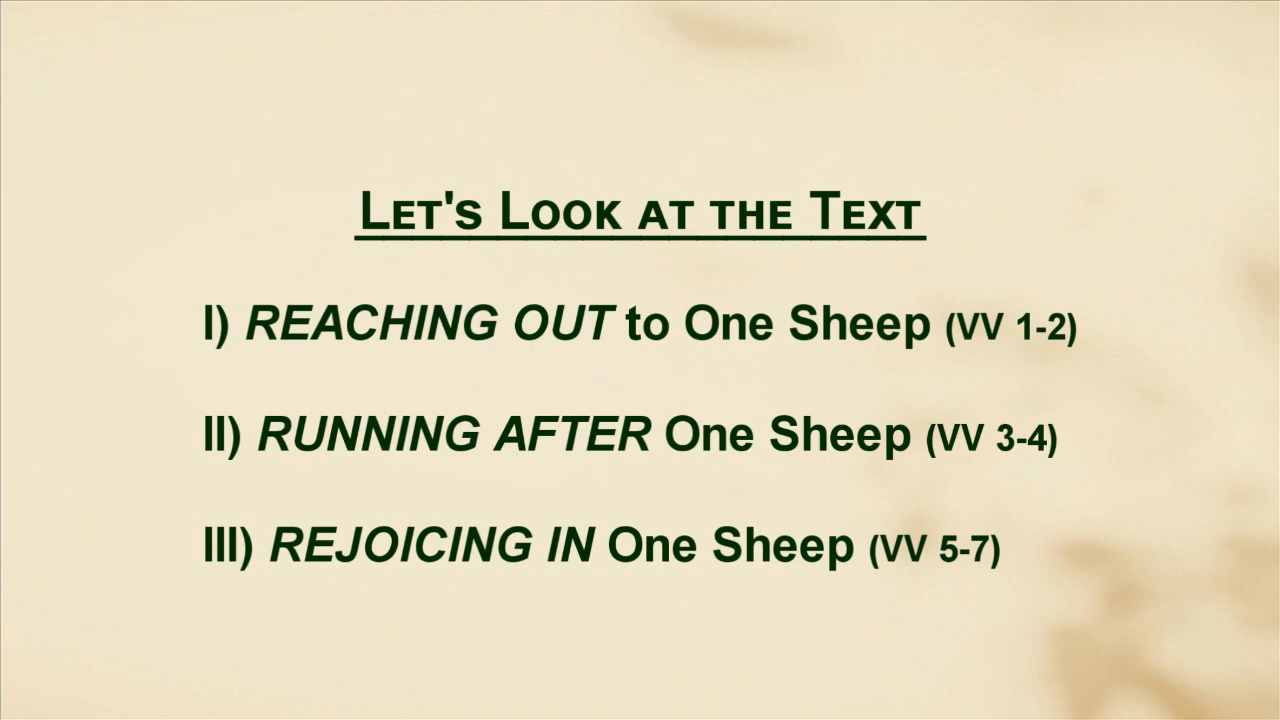 Let's Look at the Text
I) REACHING OUT to One Sheep (VV 1-2)
II) RUNNING AFTER One Sheep (VV 3-4)
III) REJOICING IN One Sheep (VV 5-7)